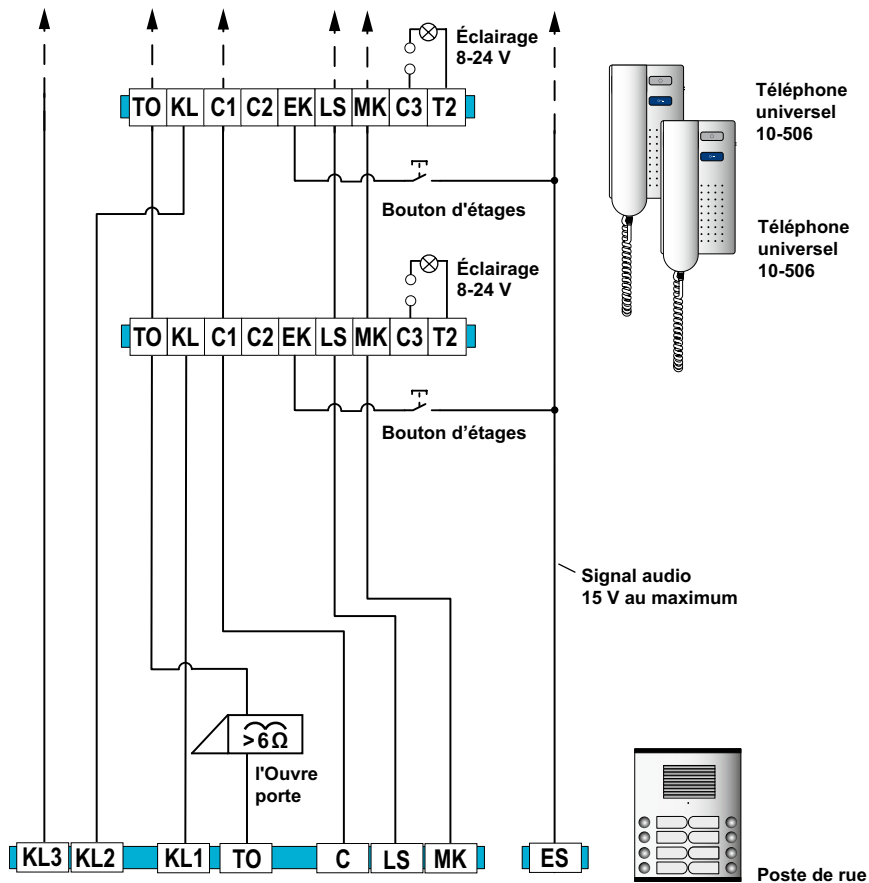 Éclairage
8-24 V
TO KL C1 C2 EK LS MK C3 T2
Bouton d'étages
Téléphone
universel
10-506
Téléphone
universel
10-506
Éclairage
8-24 V
TO KL C1 C2 EK LS MK C3 T2
Bouton d’étages
Signal audio
15 V au maximum
>6Ω
l'Ouvre
porte
KL3 KL2 KL1 TO C LS MK ES
Poste de rue